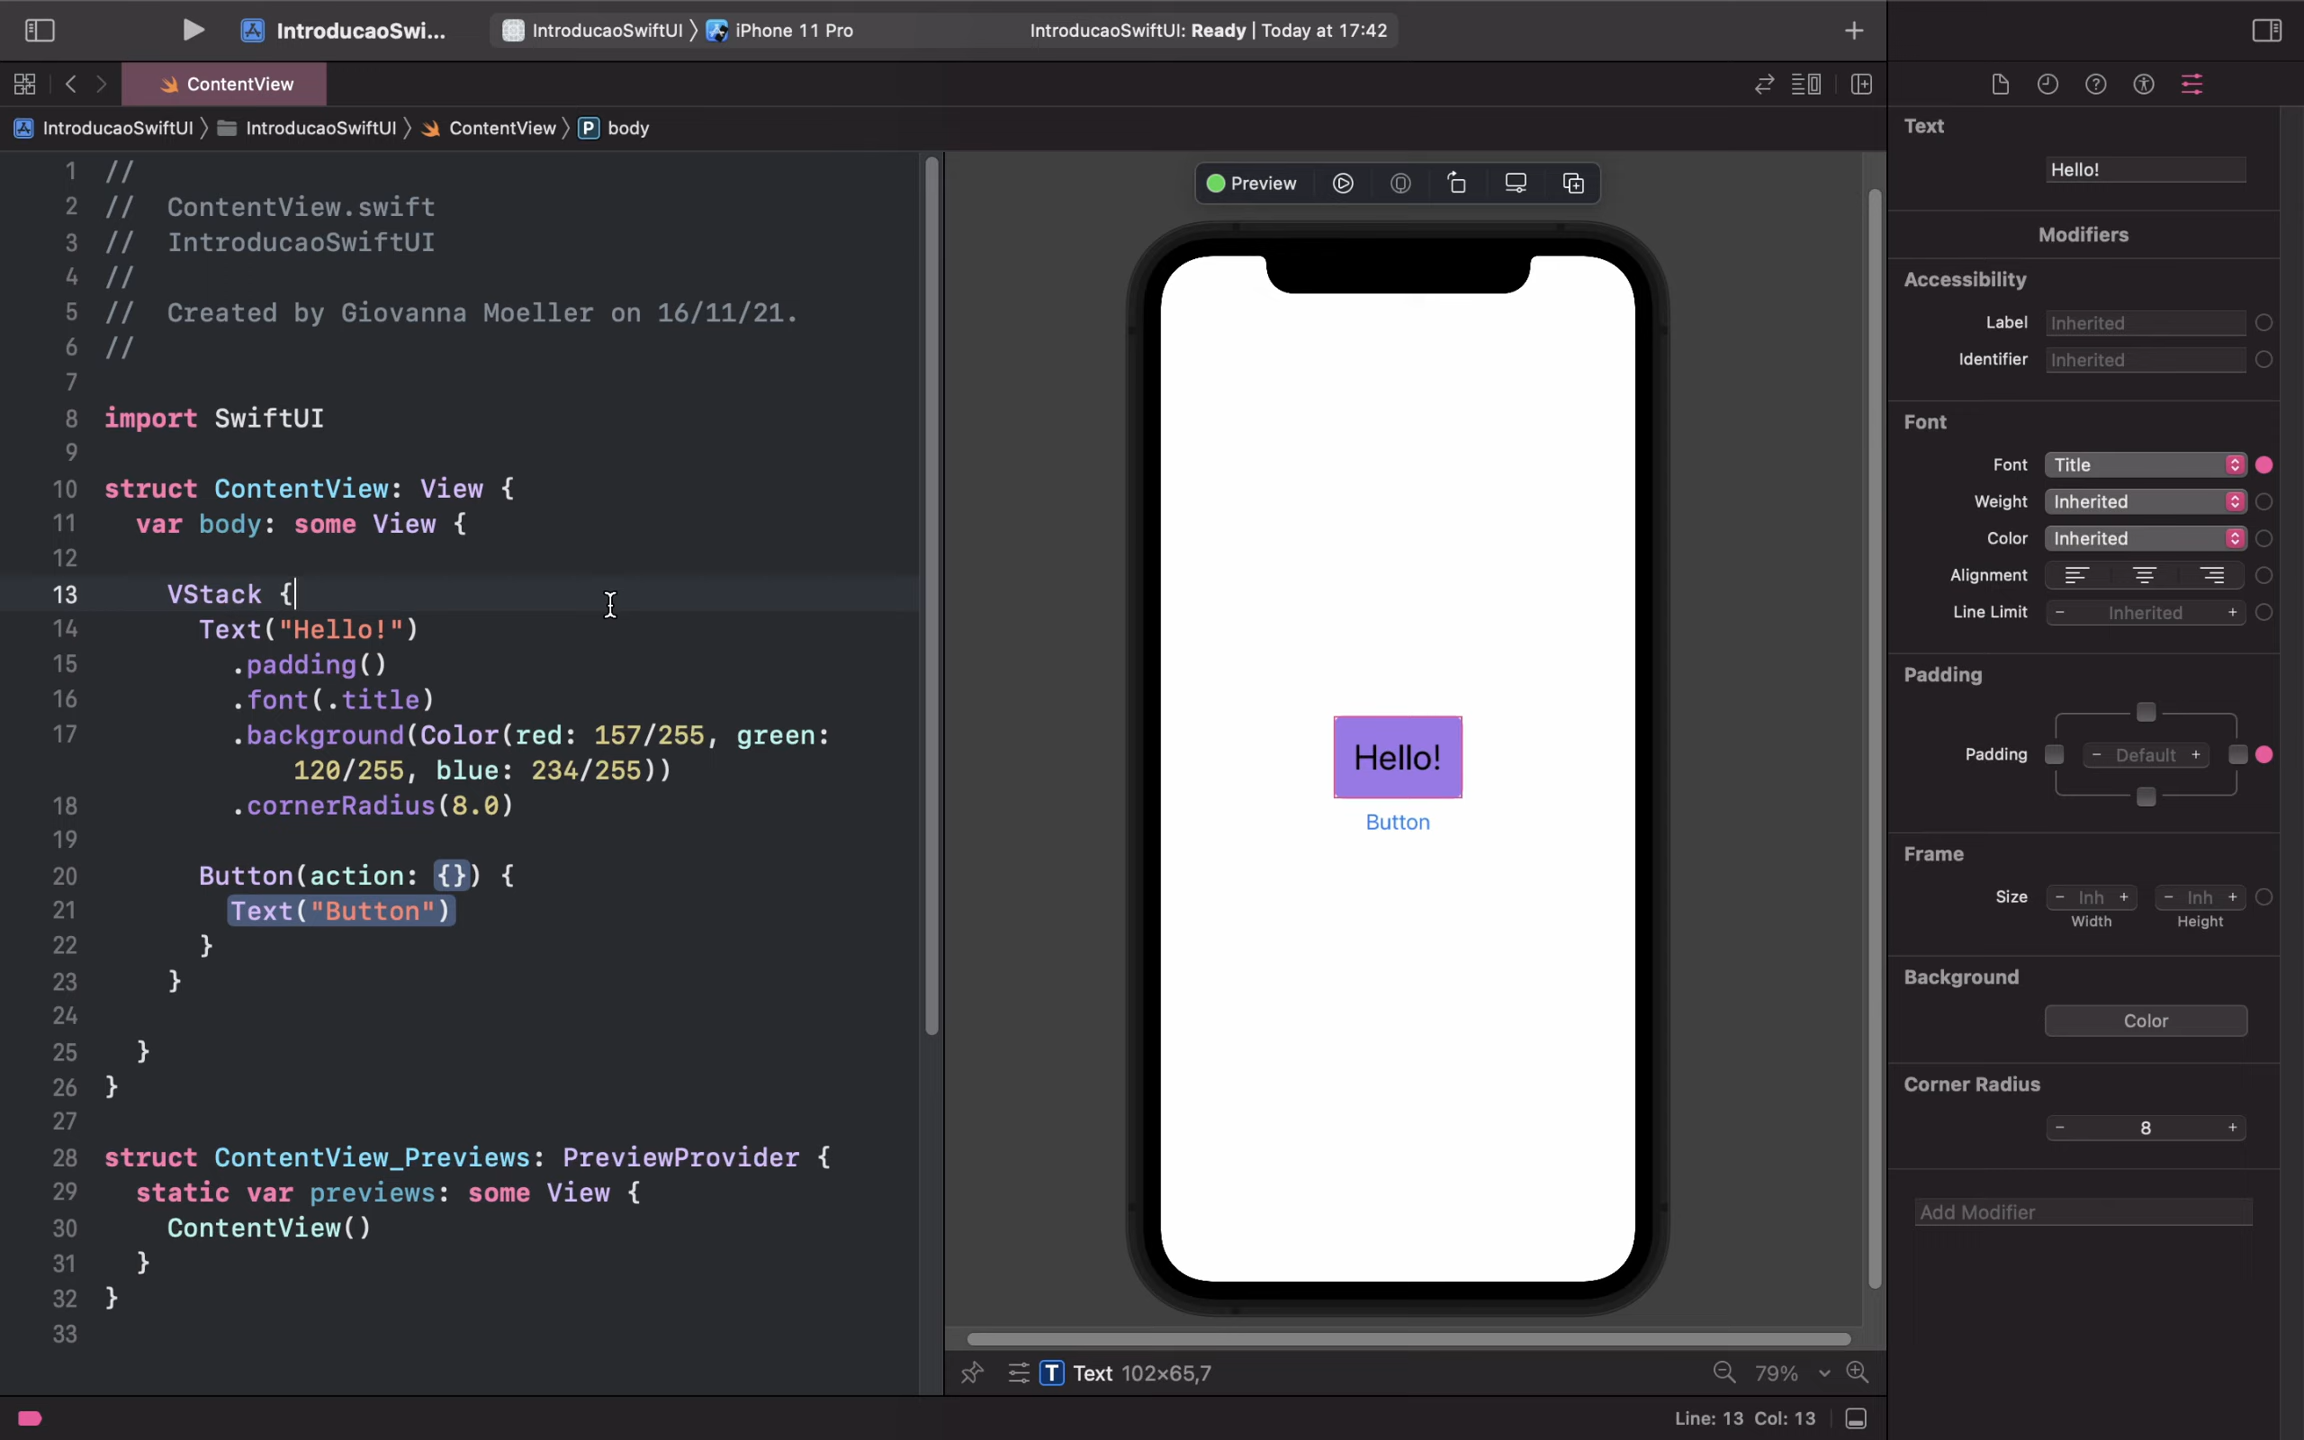 IntroducaoSwi...
IntroducaoSwiftUI 〉 iPhone 11 Pro
IntroducaoSwiftUI: Ready | Today at 17:42
ContentView
IntroducaoSwiftUI 〉 IntroducaoSwiftUI 〉 ContentView 〉 P body
1 //
2 //  ContentView.swift
3 //  IntroducaoSwiftUI
4 //
5 //  Created by Giovanna Moeller on 16/11/21.
6 //
7
8 import SwiftUI
9
10 struct ContentView: View {
11   var body: some View {
12
13     VStack {
14       Text("Hello!")
15         .padding()
16         .font(.title)
17         .background(Color(red: 157/255, green:
120/255, blue: 234/255))
18         .cornerRadius(8.0)
19
20       Button(action: {}) {
21         Text("Button")
22       }
23     }
24
25   }
26 }
27
28 struct ContentView_Previews: PreviewProvider {
29   static var previews: some View {
30     ContentView()
31   }
32 }
33
Preview
Hello!
Button
T Text 102×65,7
79%
Line: 13 Col: 13
Text
Hello!
Modifiers
Accessibility
Label Inherited
Identifier Inherited
Font
Font Title
Weight Inherited
Color Inherited
Alignment
Line Limit − Inherited +
Padding
Padding − Default +
Frame
Size − Inh + − Inh +
Width Height
Background
Color
Corner Radius
− 8 +
Add Modifier